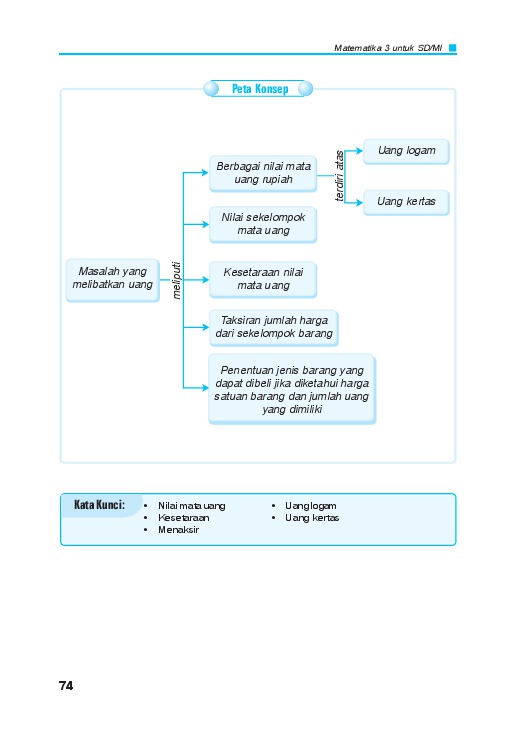 Matematika 3 untuk SD/MI
Peta Konsep
Masalah yang
melibatkan uang
meliputi
Berbagai nilai mata
uang rupiah
terdiri atas
Uang logam
Uang kertas
Nilai sekelompok
mata uang
Kesetaraan nilai
mata uang
Taksiran jumlah harga
dari sekelompok barang
Penentuan jenis barang yang
dapat dibeli jika diketahui harga
satuan barang dan jumlah uang
yang dimiliki
Kata Kunci:
• Nilai mata uang
• Kesetaraan
• Menaksir
• Uang logam
• Uang kertas
74